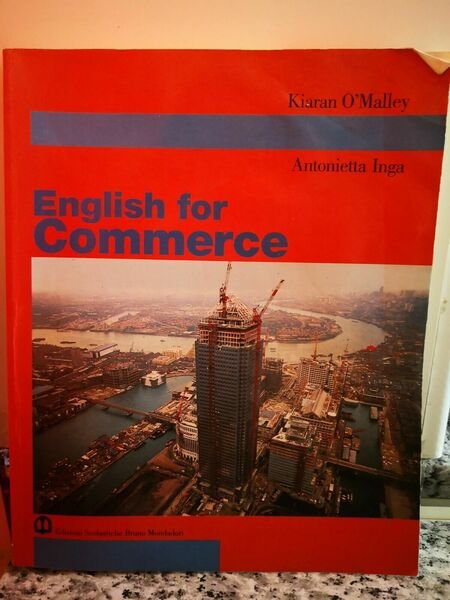 Kiaran O'Malley
Antonietta Inga
English for
Commerce
Edizioni Scolastiche Bruno Mondadori